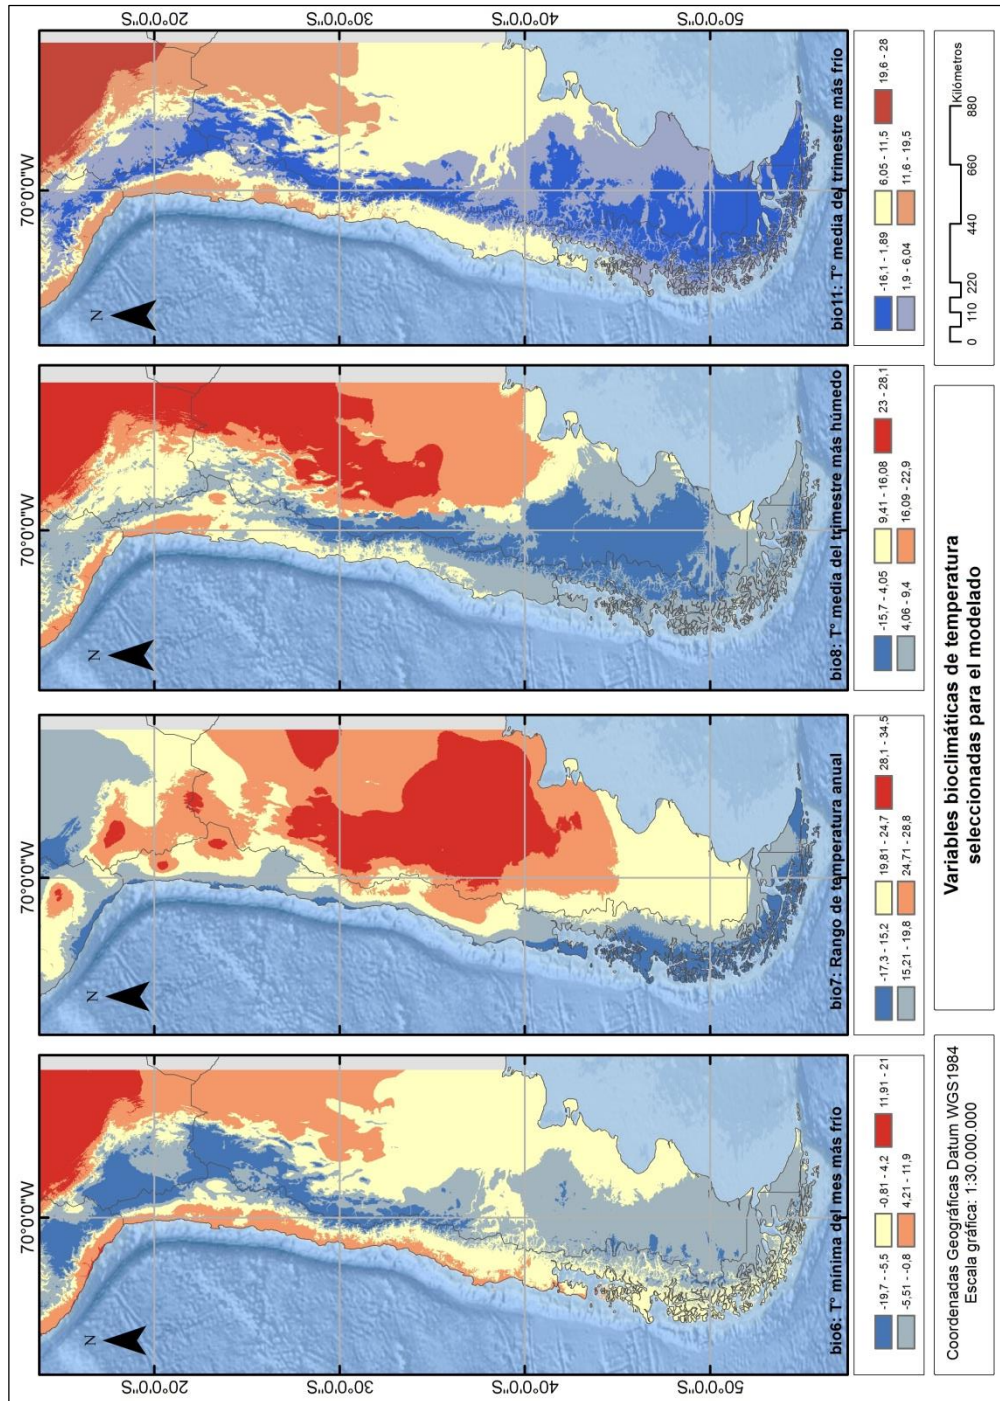 70°0'0"W 70°0'0"W 70°0'0"W 70°0'0"W
N N N N
20°0'0"S 20°0'0"S
30°0'0"S 30°0'0"S
40°0'0"S 40°0'0"S
50°0'0"S 50°0'0"S
bio6: T° mínima del mes más frío
bio7: Rango de temperatura anual
bio8: T° media del trimestre más húmedo
bio11: T° media del trimestre más frío
-19,7 - -5,5 -0,81 - 4,2 11,91 - 21
-5,51 - -0,8 4,21 - 11,9
-17,3 - 15,2 19,81 - 24,7 28,1 - 34,5
15,21 - 19,8 24,71 - 28,8
-15,7 - 4,05 9,41 - 16,08 23 - 28,1
4,06 - 9,4 16,09 - 22,9
-16,1 - 1,89 6,05 - 11,5 19,6 - 28
1,9 - 6,04 11,6 - 19,5
Coordenadas Geográficas Datum WGS1984
Escala gráfica: 1:30.000.000
Variables bioclimáticas de temperatura
seleccionadas para el modelado
0 110 220 440 660 880
Kilómetros